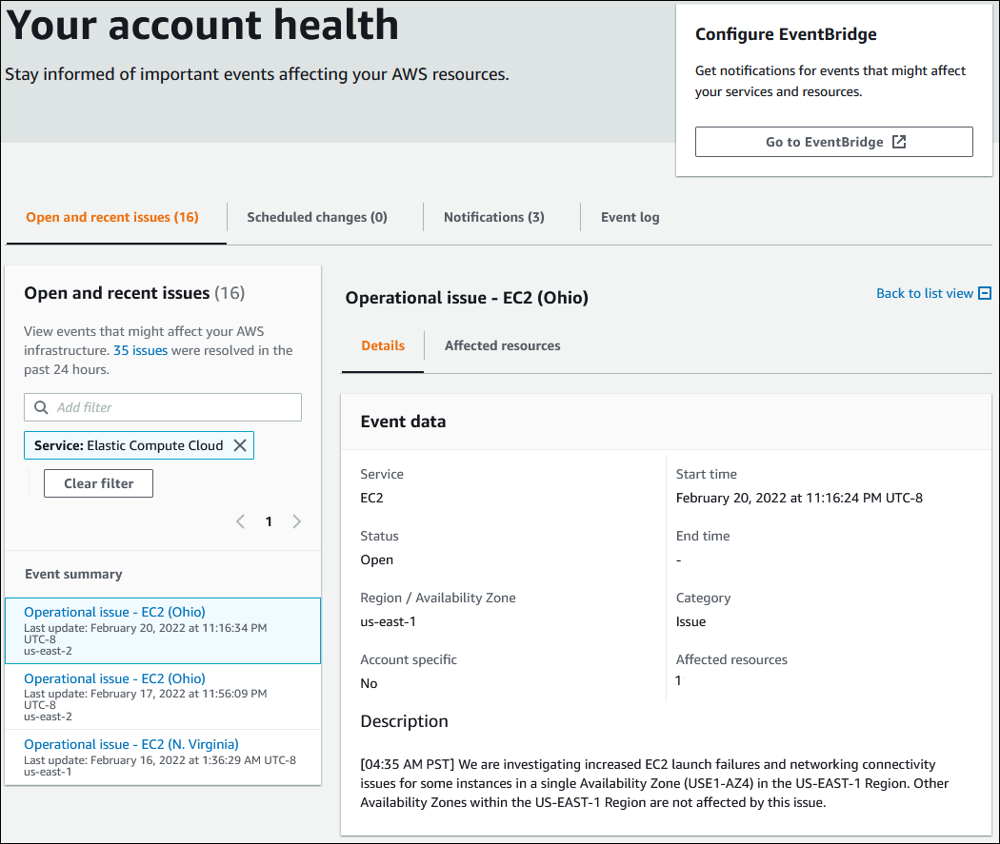 Your account health
Stay informed of important events affecting your AWS resources.
Configure EventBridge
Get notifications for events that might affect
your services and resources.
Go to EventBridge
Open and recent issues (16)
Scheduled changes (0)
Notifications (3)
Event log
Open and recent issues (16)
View events that might affect your AWS
infrastructure. 35 issues were resolved in the
past 24 hours.
Add filter
Service: Elastic Compute Cloud
Clear filter
1
Event summary
Operational issue - EC2 (Ohio)
Last update: February 20, 2022 at 11:16:34 PM
UTC-8
us-east-2
Operational issue - EC2 (Ohio)
Last update: February 17, 2022 at 11:56:09 PM
UTC-8
us-east-2
Operational issue - EC2 (N. Virginia)
Last update: February 16, 2022 at 1:36:29 AM UTC-8
us-east-1
Operational issue - EC2 (Ohio)
Back to list view
Details
Affected resources
Event data
Service
EC2
Start time
February 20, 2022 at 11:16:24 PM UTC-8
Status
Open
End time
-
Region / Availability Zone
us-east-1
Category
Issue
Account specific
No
Affected resources
1
Description
[04:35 AM PST] We are investigating increased EC2 launch failures and networking connectivity
issues for some instances in a single Availability Zone (USE1-AZ4) in the US-EAST-1 Region. Other
Availability Zones within the US-EAST-1 Region are not affected by this issue.